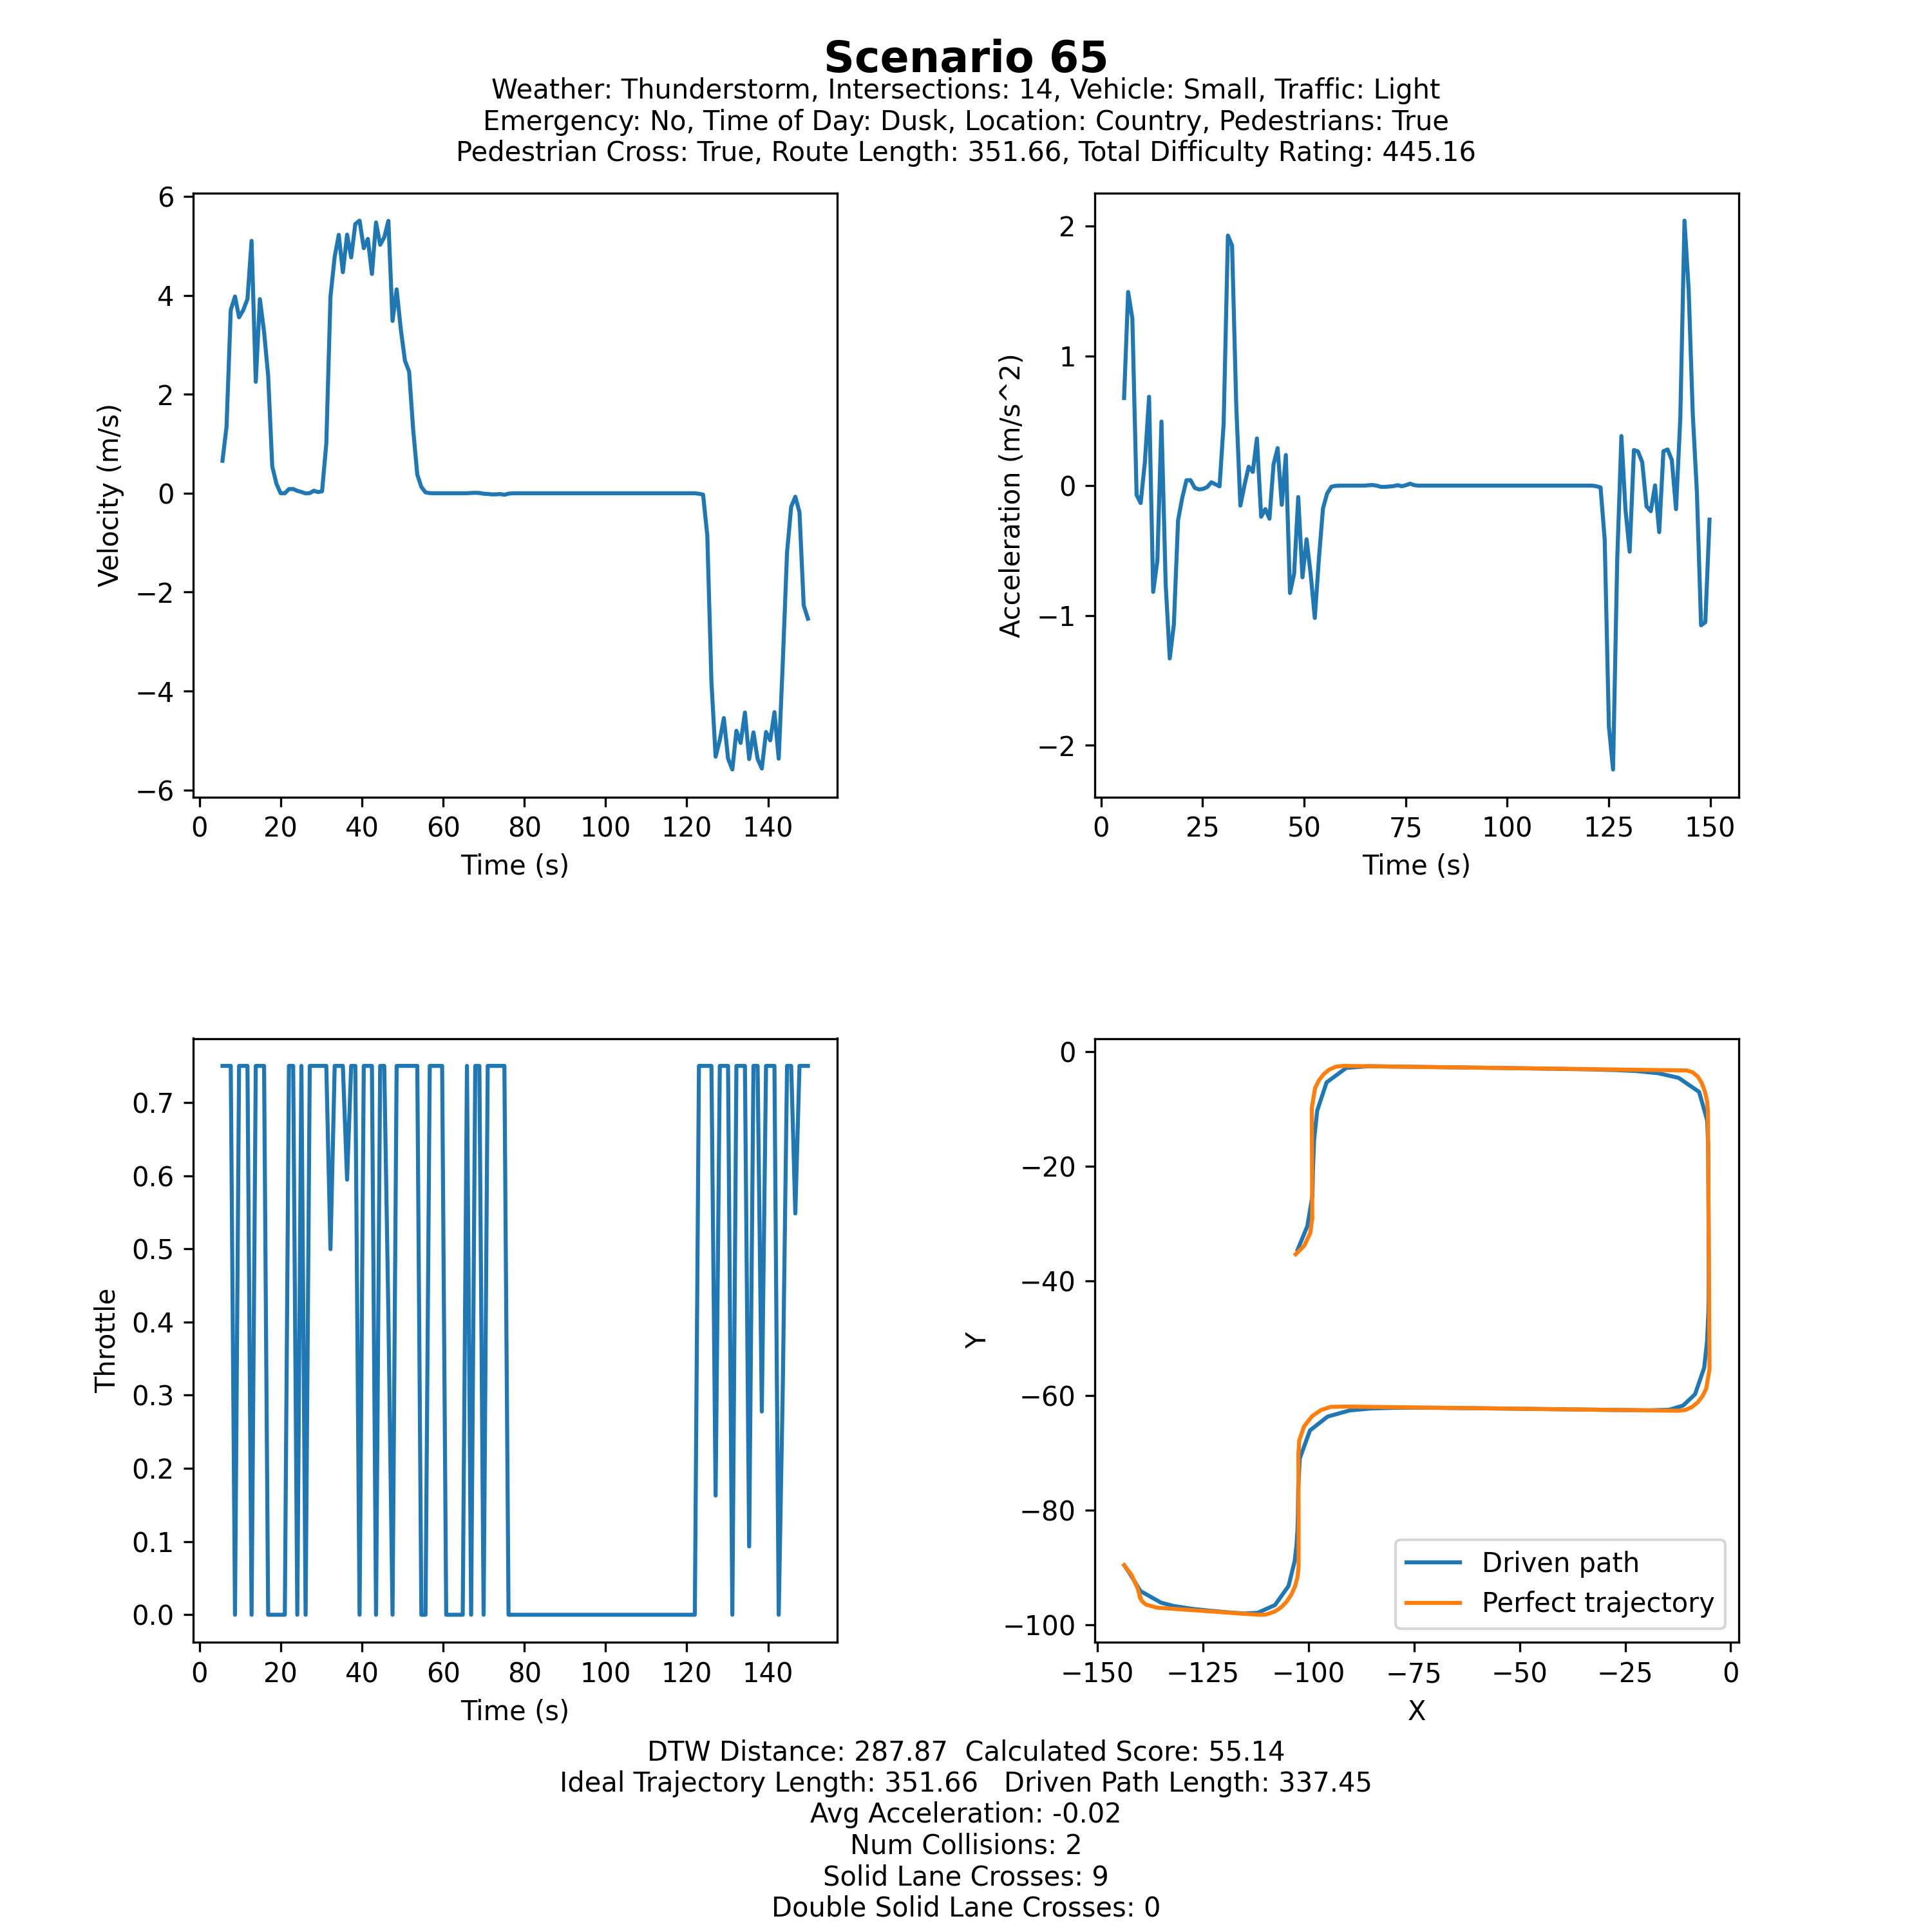 Scenario 65
Weather: Thunderstorm, Intersections: 14, Vehicle: Small, Traffic: Light
Emergency: No, Time of Day: Dusk, Location: Country, Pedestrians: True
Pedestrian Cross: True, Route Length: 351.66, Total Difficulty Rating: 445.16
6
4
2
0
−2
−4
−6
Velocity (m/s)
0 20 40 60 80 100 120 140
Time (s)
2
1
0
−1
−2
Acceleration (m/s^2)
0 25 50 75 100 125 150
Time (s)
0.7
0.6
0.5
0.4
0.3
0.2
0.1
0.0
Throttle
0 20 40 60 80 100 120 140
Time (s)
0
−20
−40
−60
−80
−100
Y
Driven path
Perfect trajectory
−150 −125 −100 −75 −50 −25 0
X
DTW Distance: 287.87 Calculated Score: 55.14
Ideal Trajectory Length: 351.66 Driven Path Length: 337.45
Avg Acceleration: -0.02
Num Collisions: 2
Solid Lane Crosses: 9
Double Solid Lane Crosses: 0